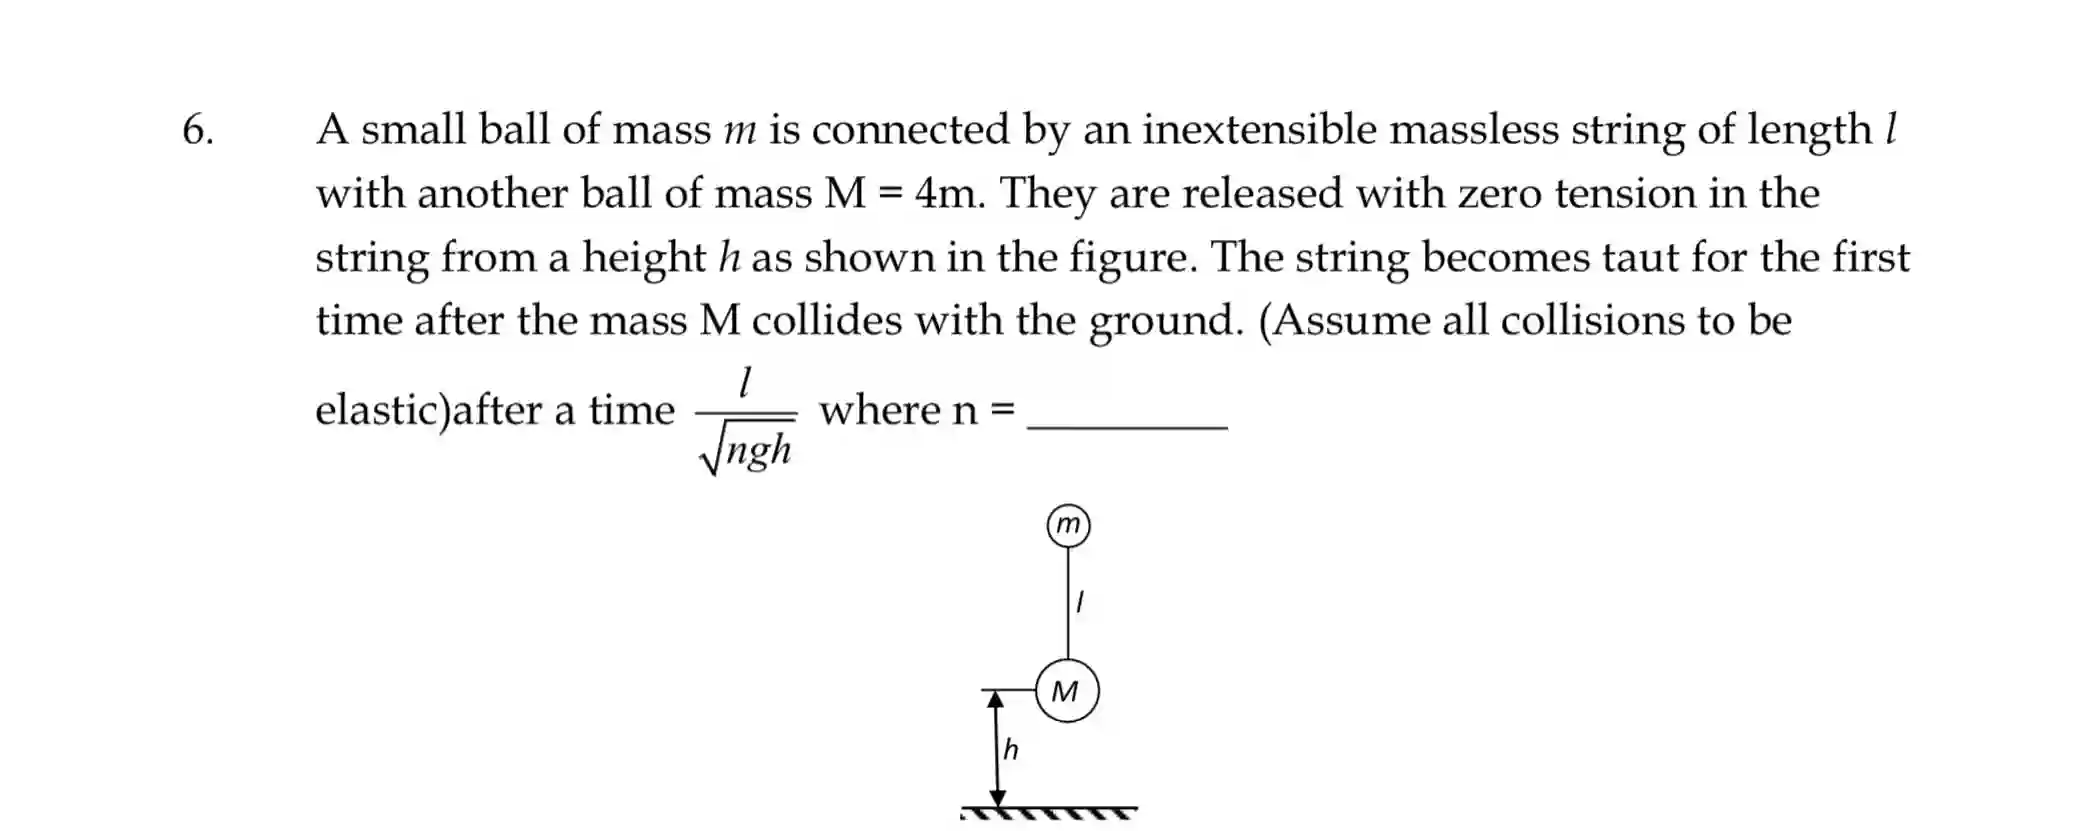 6. A small ball of mass m is connected by an inextensible massless string of length l
with another ball of mass M = 4m. They are released with zero tension in the
string from a height h as shown in the figure. The string becomes taut for the first
time after the mass M collides with the ground. (Assume all collisions to be
elastic)after a time l/√ngh where n = ________
m
l
M
h